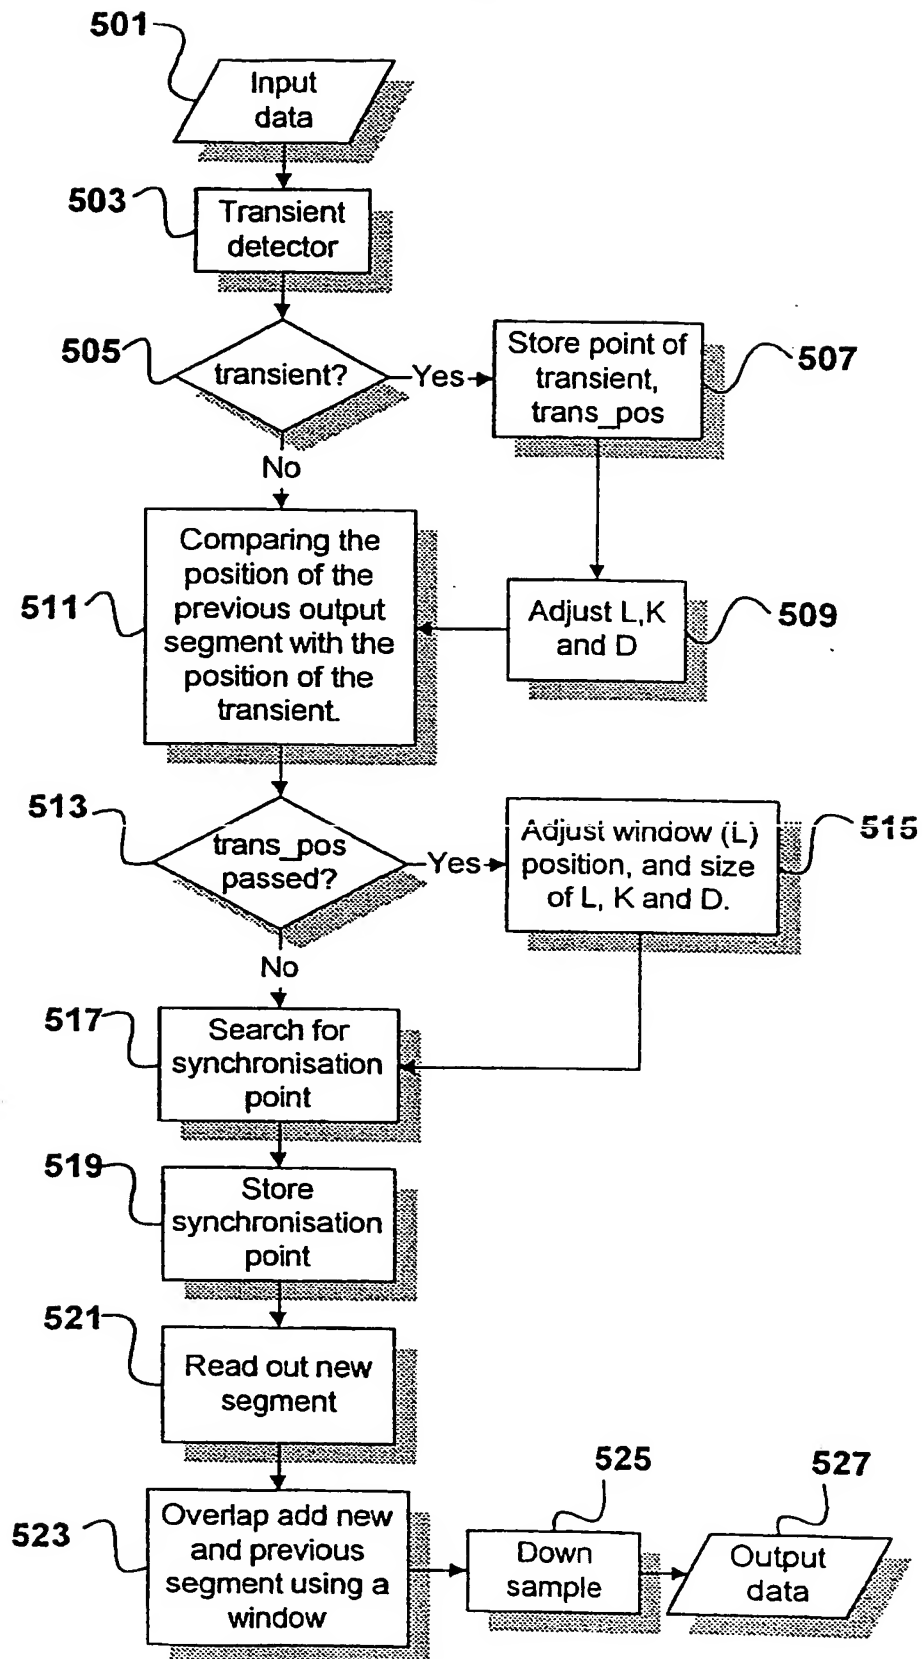 501
Input
data
503
Transient
detector
505
transient?
Yes
Store point of
transient,
trans_pos
507
No
Comparing the
position of the
previous output
segment with the
position of the
transient.
511
Adjust L,K
and D
509
513
trans_pos
passed?
Yes
Adjust window (L)
position, and size
of L, K and D.
515
No
517
Search for
synchronisation
point
519
Store
synchronisation
point
521
Read out new
segment
523
Overlap add new
and previous
segment using a
window
525
Down
sample
527
Output
data